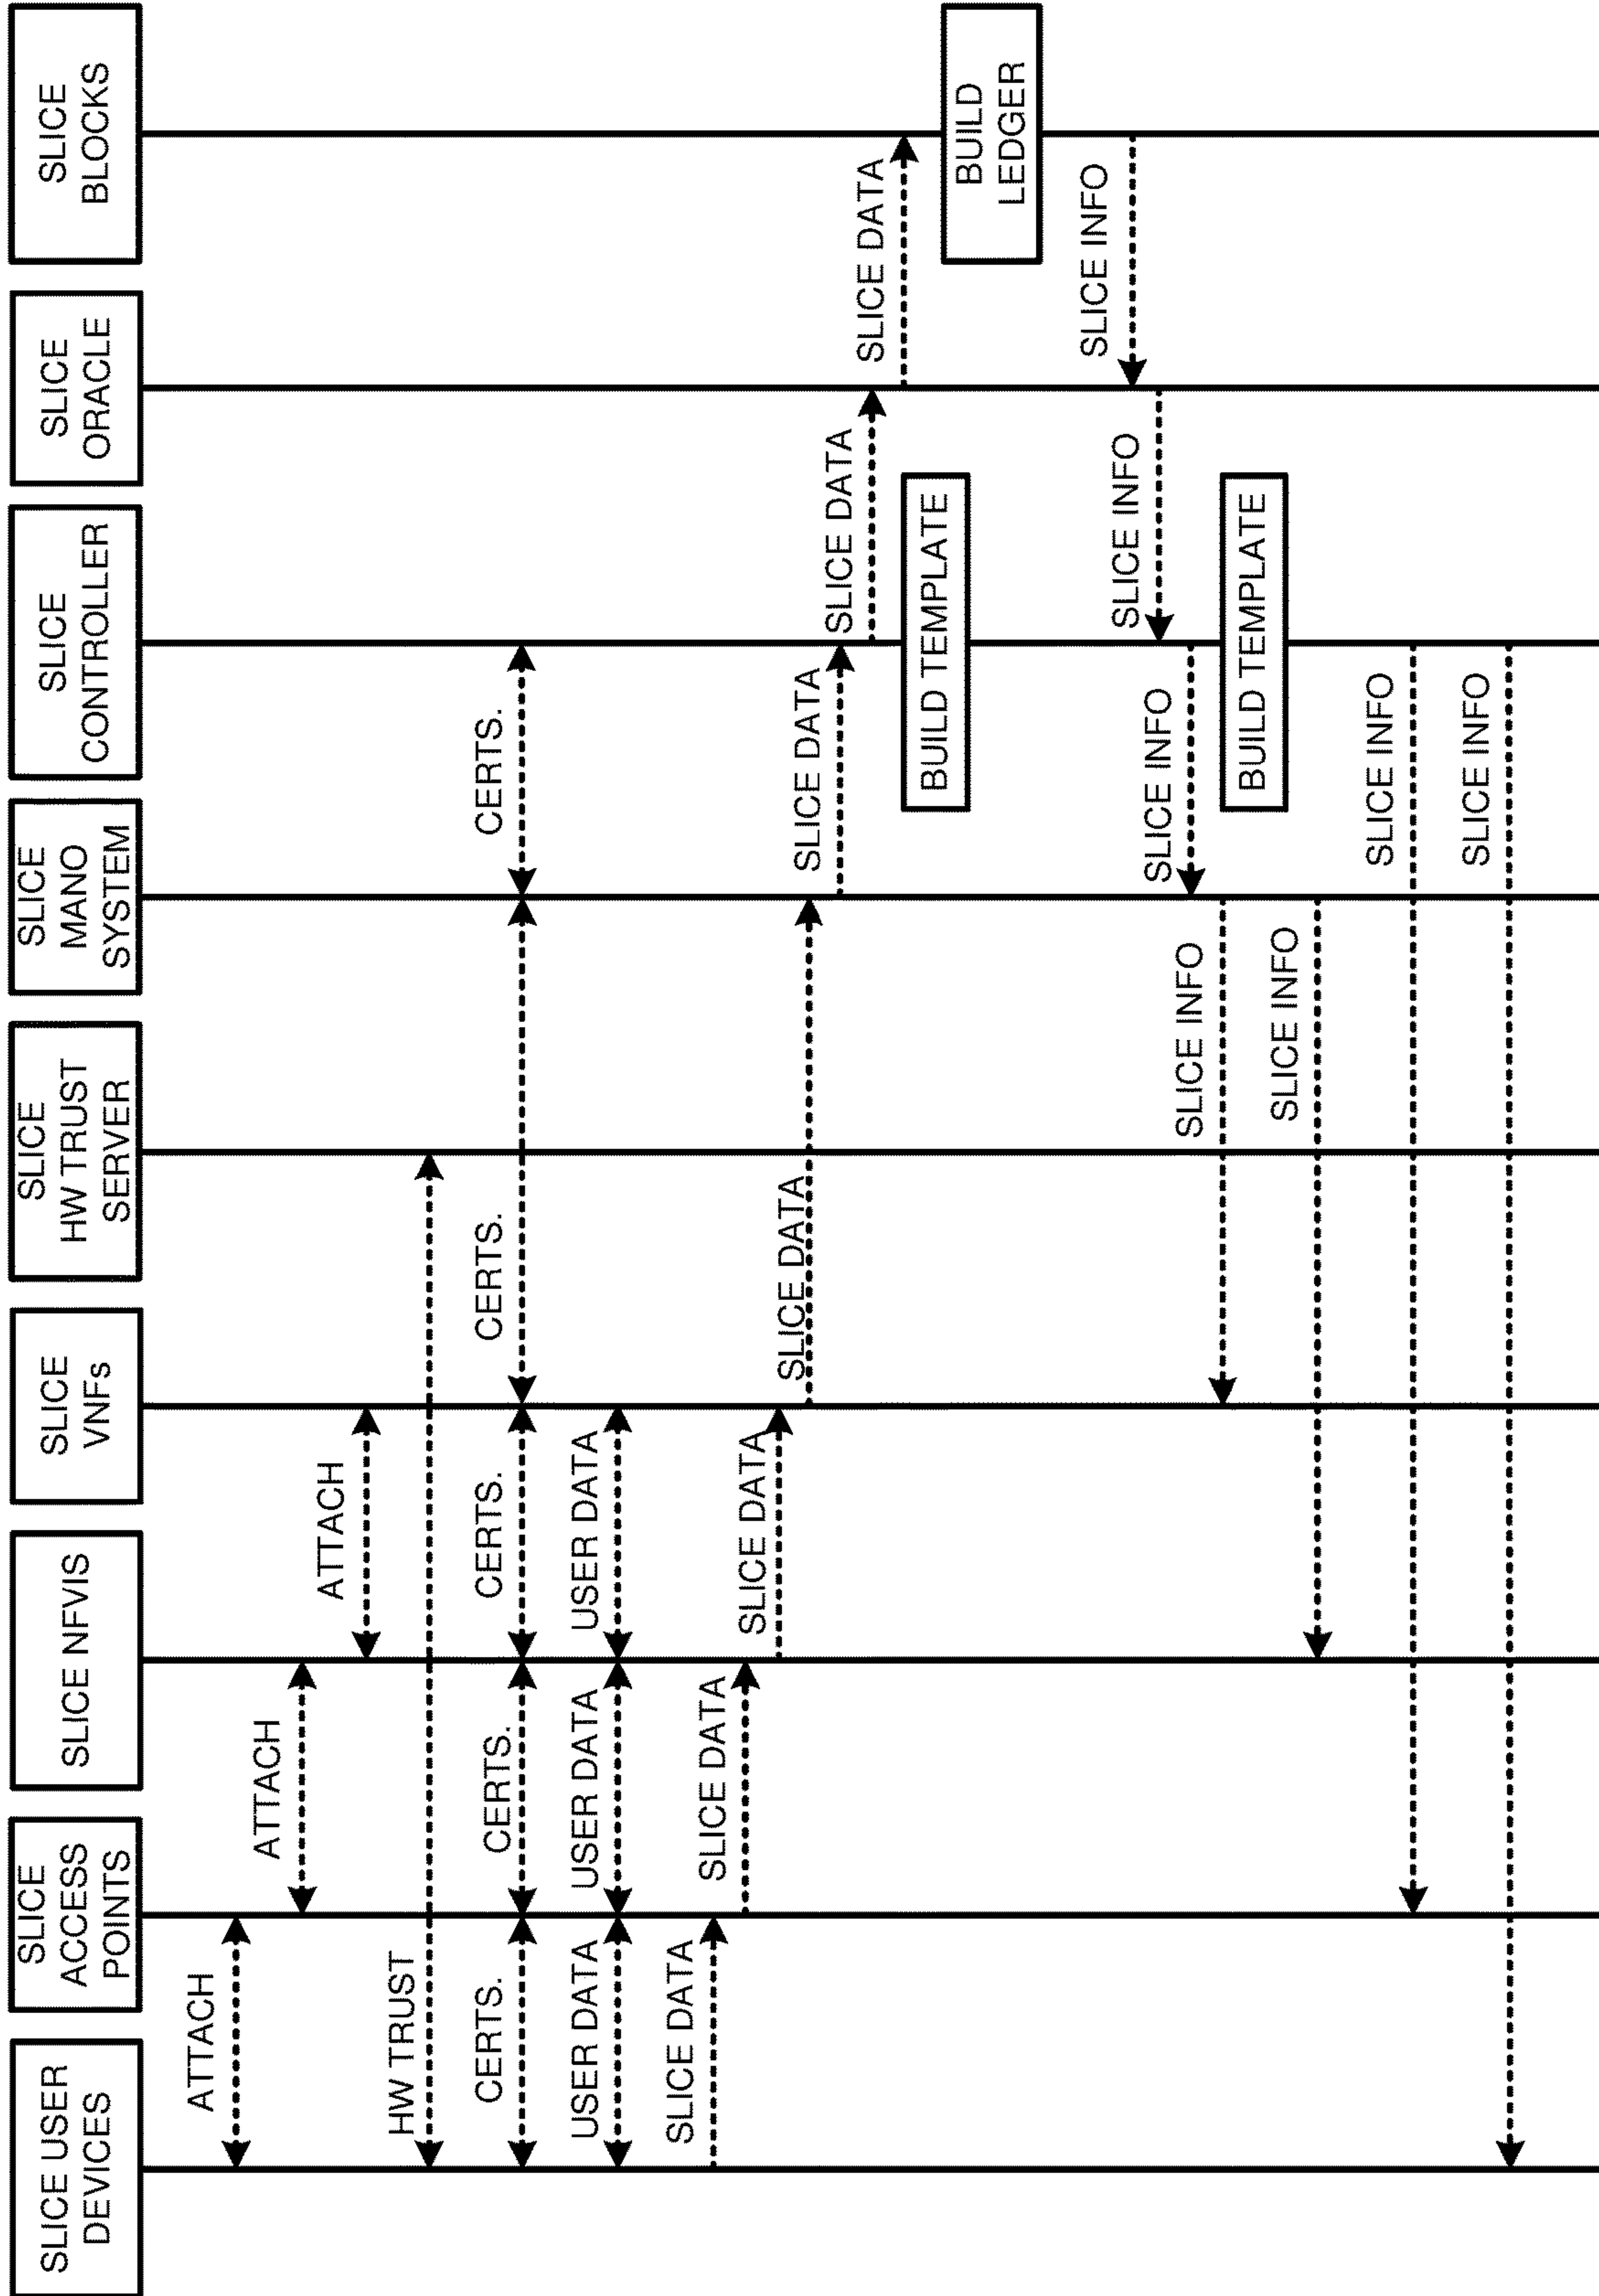 SLICE USER
DEVICES
SLICE
ACCESS
POINTS
SLICE NFVIS
SLICE
VNFs
SLICE
HW TRUST
SERVER
SLICE
MANO
SYSTEM
SLICE
CONTROLLER
SLICE
ORACLE
SLICE
BLOCKS
ATTACH
ATTACH
ATTACH
HW TRUST
CERTS.
CERTS.
CERTS.
CERTS.
CERTS.
USER DATA
USER DATA
USER DATA
SLICE DATA
SLICE DATA
SLICE DATA
SLICE DATA
SLICE DATA
SLICE DATA
SLICE DATA
BUILD TEMPLATE
BUILD
LEDGER
SLICE INFO
SLICE INFO
SLICE INFO
SLICE INFO
BUILD TEMPLATE
SLICE INFO
SLICE INFO
SLICE INFO